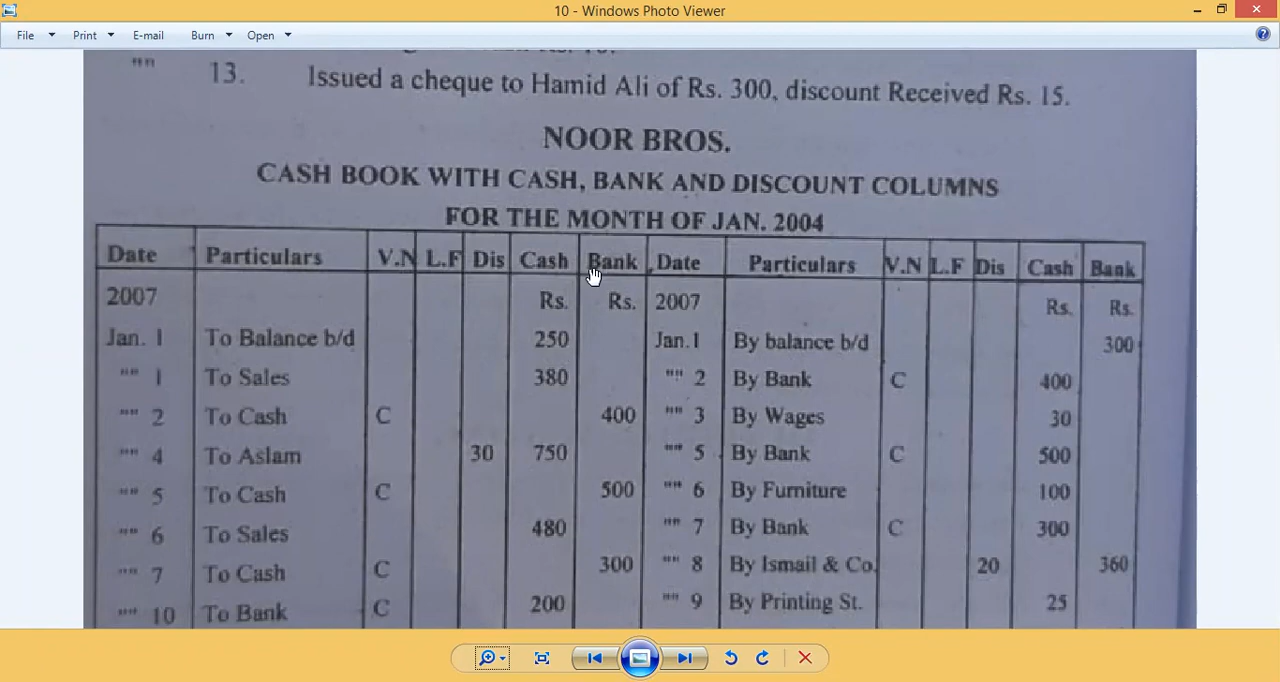 10 - Windows Photo Viewer
File Print E-mail Burn Open
"" 13. Issued a cheque to Hamid Ali of Rs. 300, discount Received Rs. 15.
NOOR BROS.
CASH BOOK WITH CASH, BANK AND DISCOUNT COLUMNS
FOR THE MONTH OF JAN. 2004
Date Particulars V.N L.F Dis Cash Bank Date Particulars V.N L.F Dis Cash Bank
2007 Rs. Rs. 2007 Rs. Rs.
Jan. 1 To Balance b/d 250 Jan.1 By balance b/d 300
"" 1 To Sales 380 "" 2 By Bank C 400
"" 2 To Cash C 400 "" 3 By Wages 30
"" 4 To Aslam 30 750 "" 5 By Bank C 500
"" 5 To Cash C 500 "" 6 By Furniture 100
"" 6 To Sales 480 "" 7 By Bank C 300
"" 7 To Cash C 300 "" 8 By Ismail & Co. 20 360
"" 10 To Bank C 200 "" 9 By Printing St. 25